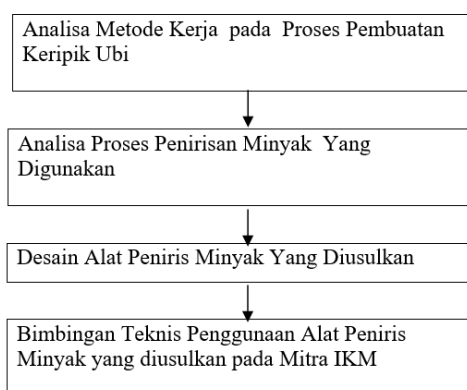 Analisa Metode Kerja pada Proses Pembuatan
Keripik Ubi
Analisa Proses Penirisan Minyak Yang
Digunakan
Desain Alat Peniris Minyak Yang Diusulkan
Bimbingan Teknis Penggunaan Alat Peniris
Minyak yang diusulkan pada Mitra IKM